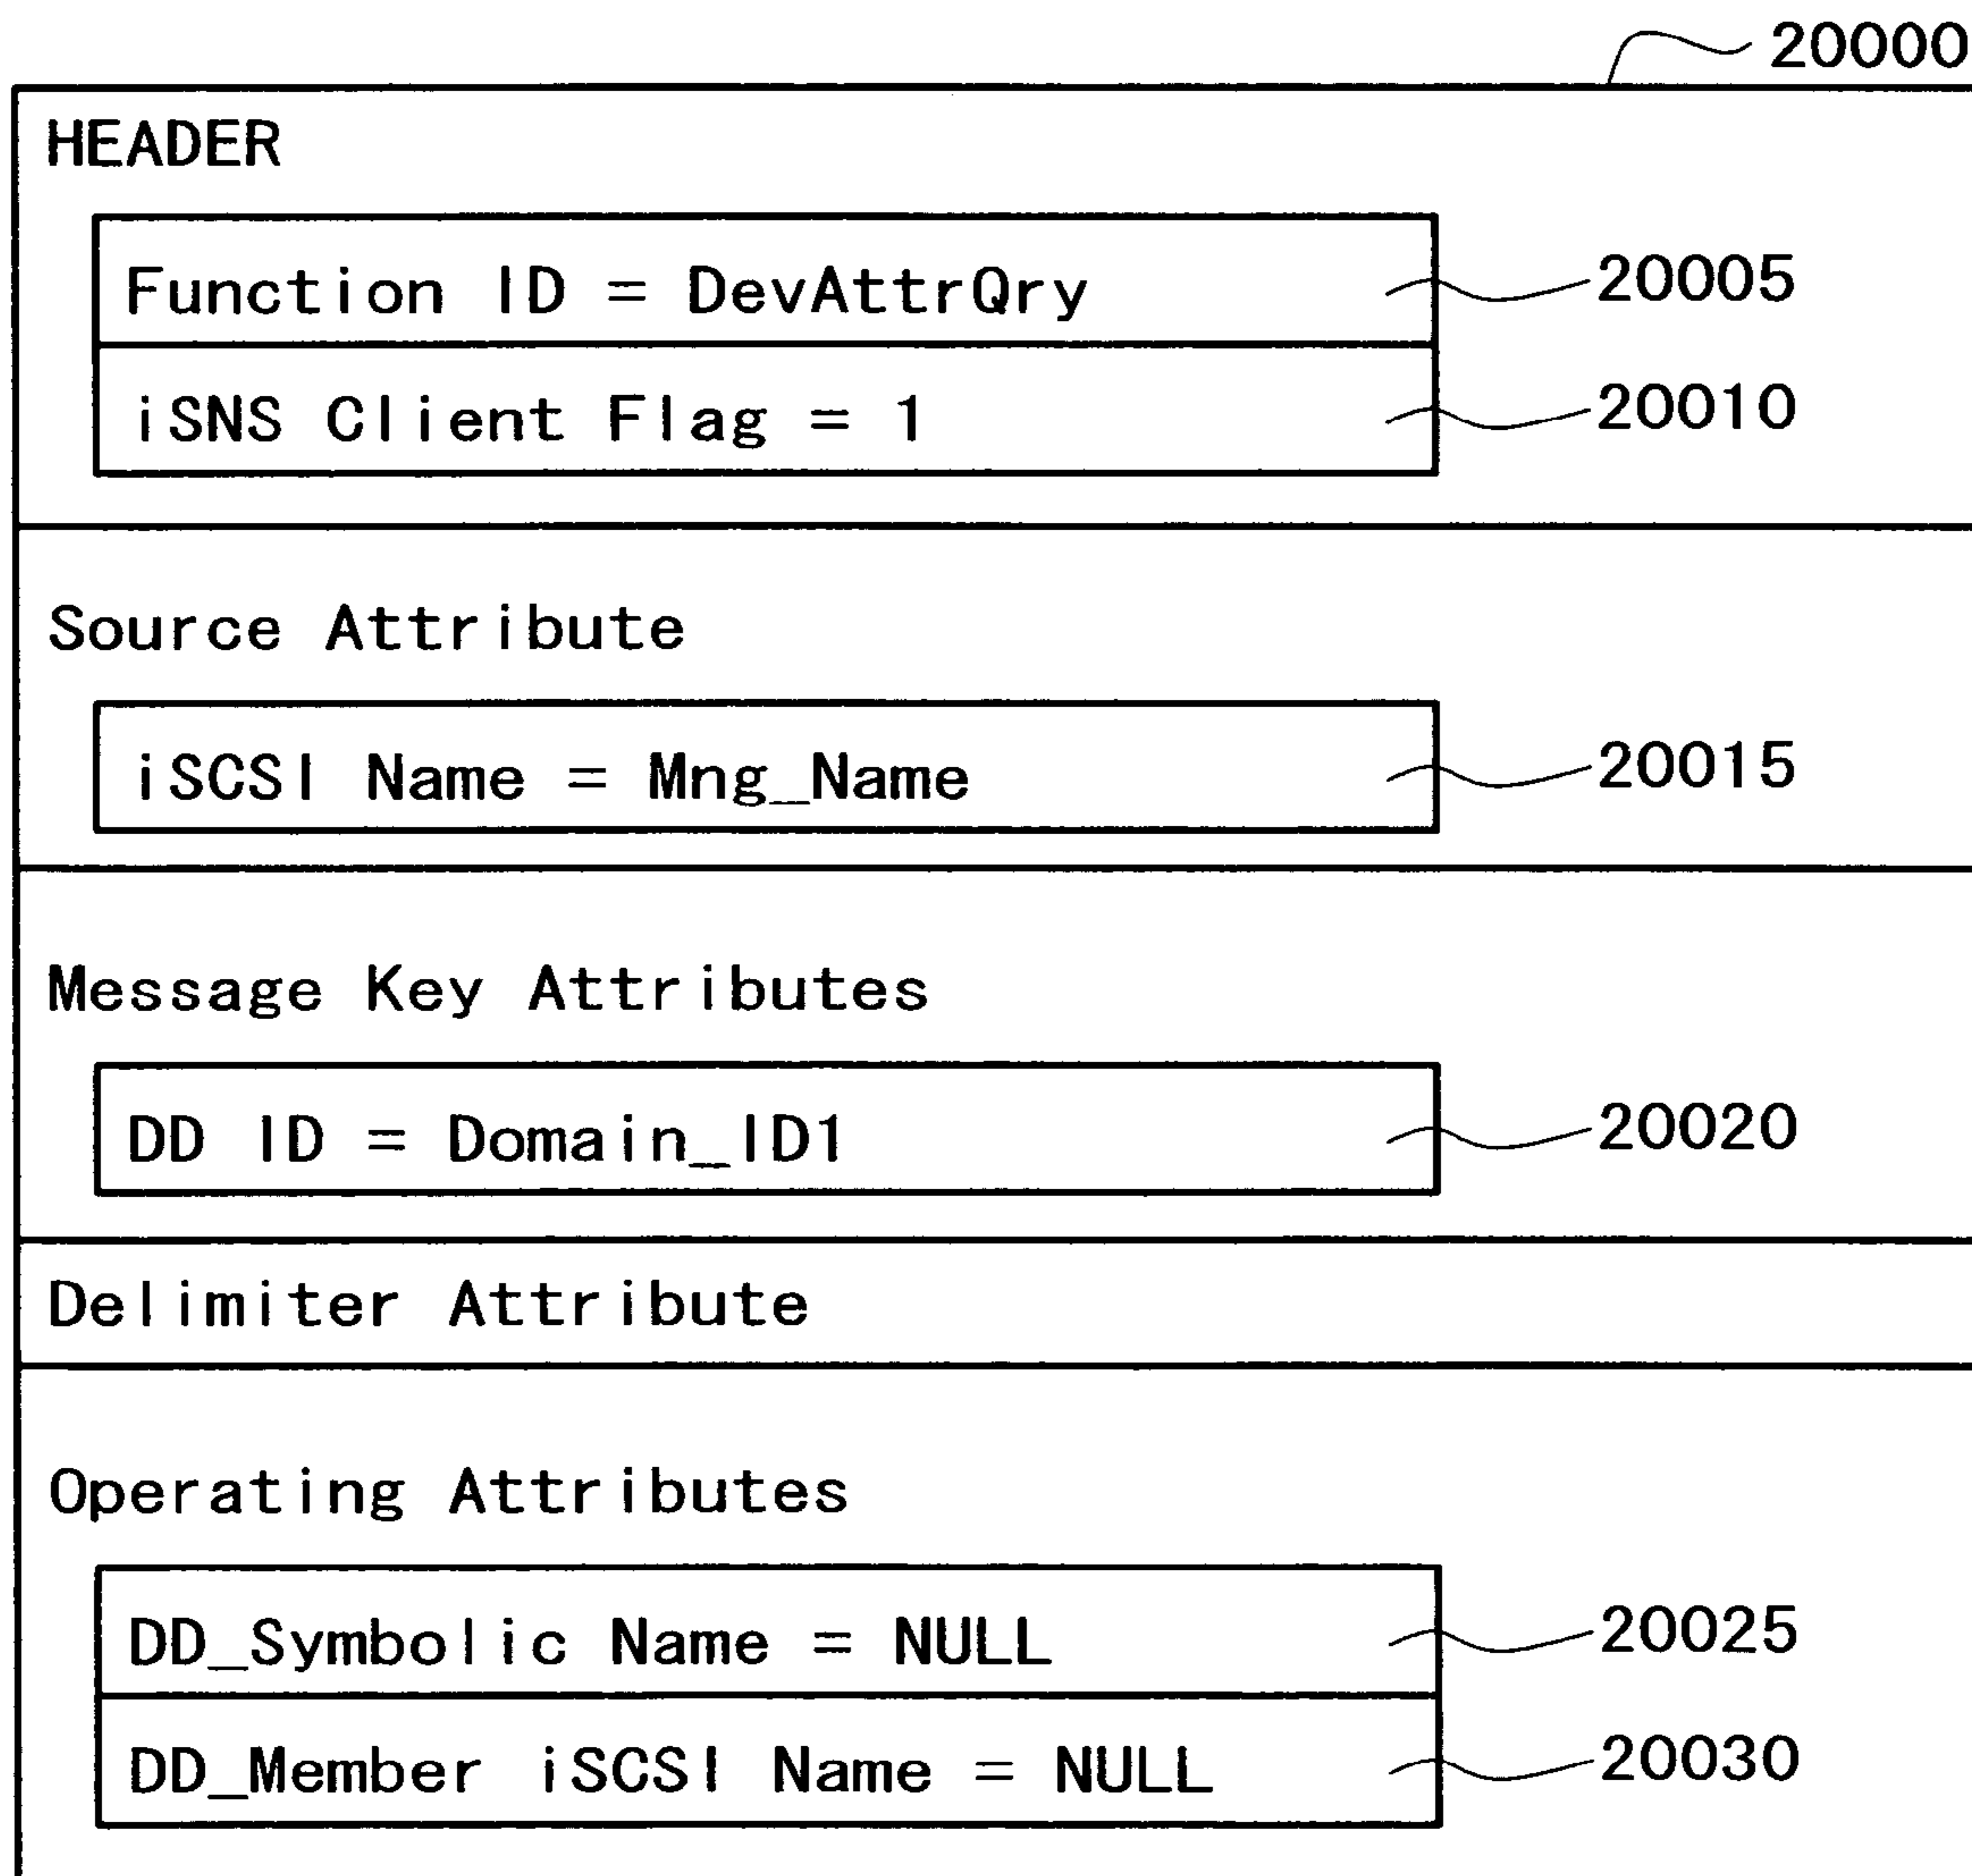 20000
HEADER
Function ID = DevAttrQry 20005
iSNS Client Flag = 1 20010
Source Attribute
iSCSI Name = Mng_Name 20015
Message Key Attributes
DD ID = Domain_ID1 20020
Delimiter Attribute
Operating Attributes
DD_Symbolic Name = NULL 20025
DD_Member iSCSI Name = NULL 20030